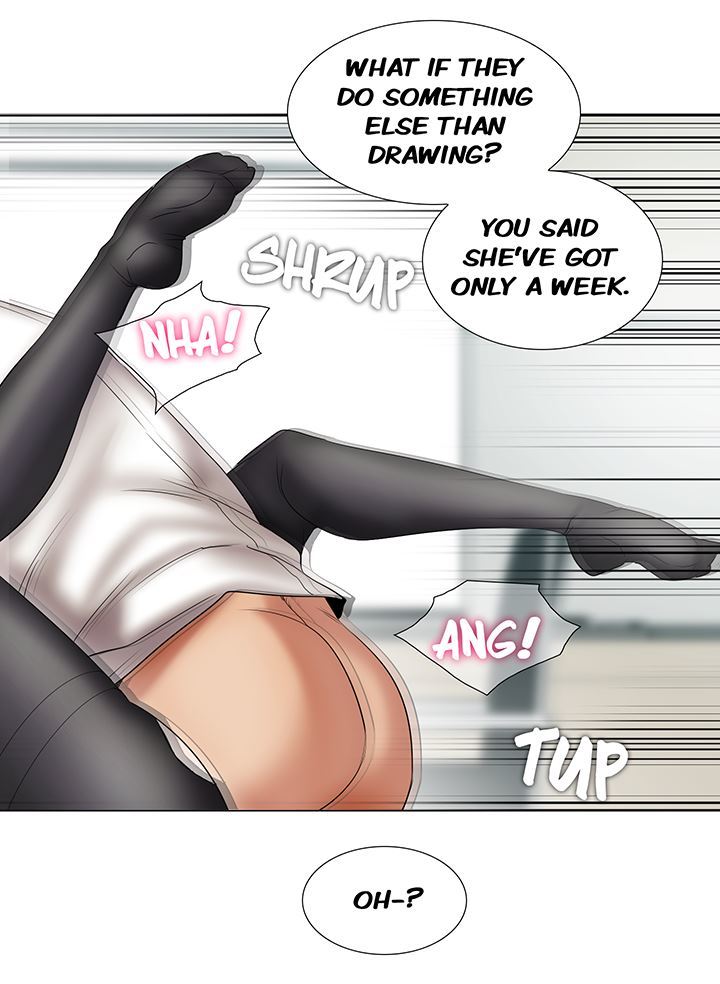 WHAT IF THEY
DO SOMETHING
ELSE THAN
DRAWING?
YOU SAID
SHE'VE GOT
ONLY A WEEK.
SHRUP
NHA!
ANG!
TUP
OH-?